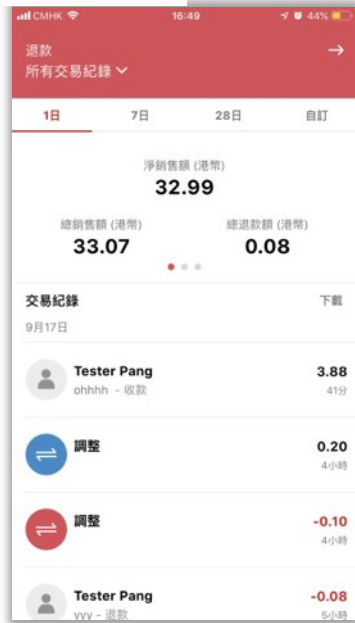 CMHK 16:49 44%
退款
所有交易紀錄
1日 7日 28日 自訂
淨銷售額 (港幣)
32.99
總銷售額 (港幣) 總退款額 (港幣)
33.07 0.08
交易紀錄 下載
9月17日
Tester Pang 3.88
ohhhh - 收款 41分
調整 0.20
4小時
調整 -0.10
4小時
Tester Pang -0.08
yyy - 退款 5小時